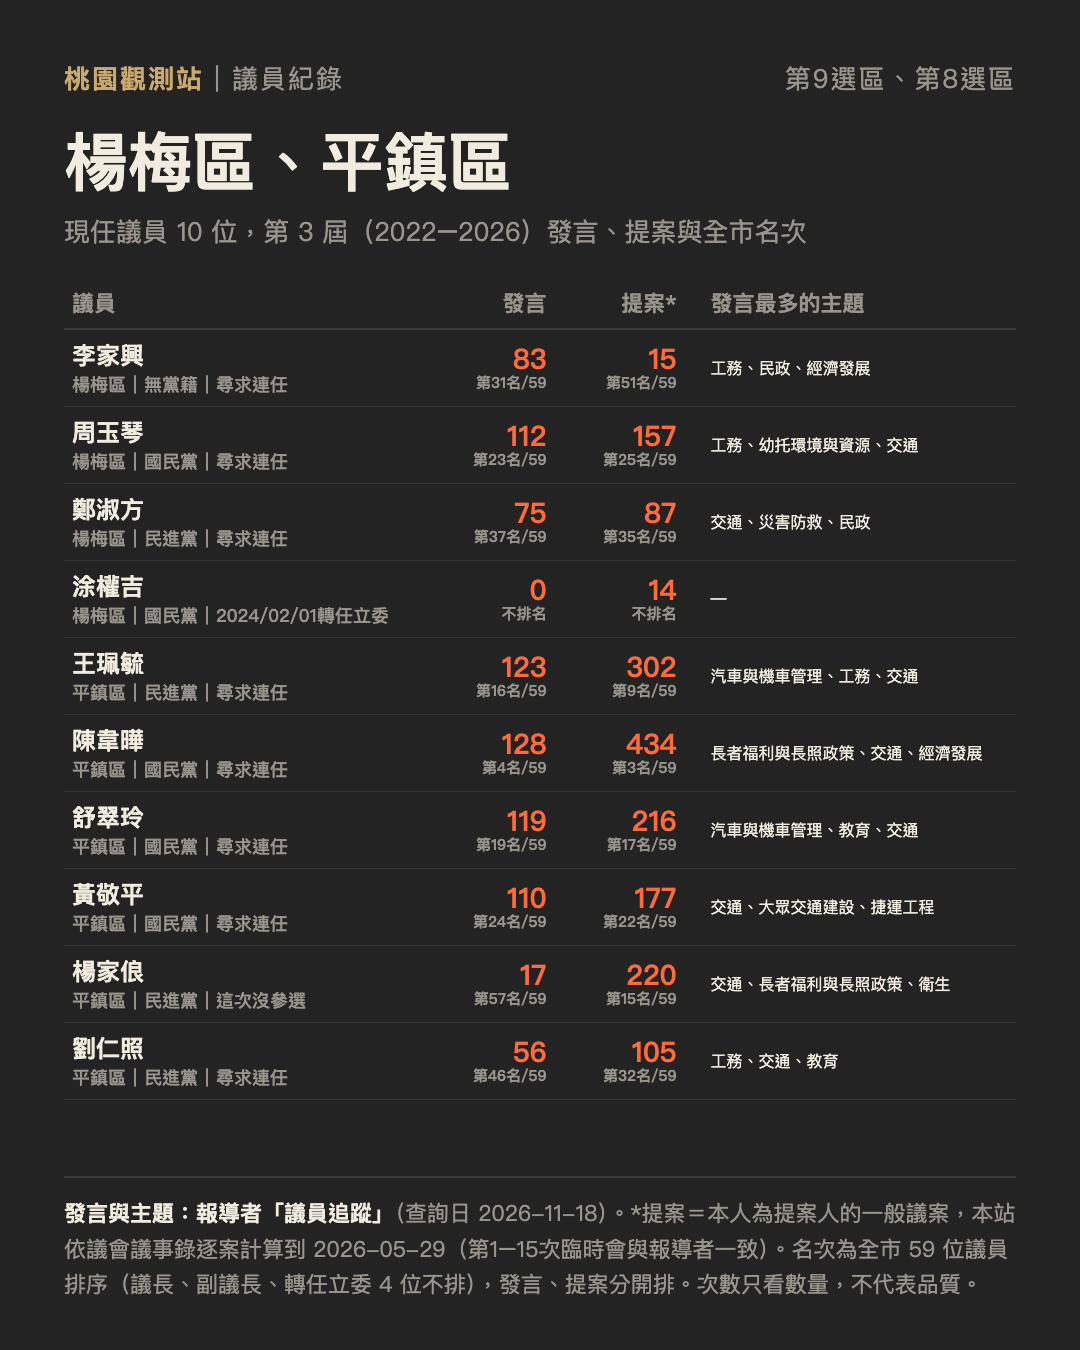 桃園觀測站｜議員紀錄
第9選區、第8選區
楊梅區、平鎮區
現任議員 10 位，第 3 屆（2022–2026）發言、提案與全市名次
議員 發言 提案* 發言最多的主題
李家興 83 15
楊梅區｜無黨籍｜尋求連任 第31名/59 第51名/59
工務、民政、經濟發展
周玉琴 112 157
楊梅區｜國民黨｜尋求連任 第23名/59 第25名/59
工務、幼托環境與資源、交通
鄭淑方 75 87
楊梅區｜民進黨｜尋求連任 第37名/59 第35名/59
交通、災害防救、民政
涂權吉 0 14
楊梅區｜國民黨｜2024/02/01轉任立委 不排名 不排名
—
王珮毓 123 302
平鎮區｜民進黨｜尋求連任 第16名/59 第9名/59
汽車與機車管理、工務、交通
陳韋曄 128 434
平鎮區｜國民黨｜尋求連任 第4名/59 第3名/59
長者福利與長照政策、交通、經濟發展
舒翠玲 119 216
平鎮區｜國民黨｜尋求連任 第19名/59 第17名/59
汽車與機車管理、教育、交通
黃敬平 110 177
平鎮區｜國民黨｜尋求連任 第24名/59 第22名/59
交通、大眾交通建設、捷運工程
楊家俍 17 220
平鎮區｜民進黨｜這次沒參選 第57名/59 第15名/59
交通、長者福利與長照政策、衛生
劉仁照 56 105
平鎮區｜民進黨｜尋求連任 第46名/59 第32名/59
工務、交通、教育
發言與主題：報導者「議員追蹤」（查詢日 2026–11–18）。*提案＝本人為提案人的一般議案，本站
依議會議事錄逐案計算到 2026–05–29（第1–15次臨時會與報導者一致）。名次為全市 59 位議員
排序（議長、副議長、轉任立委 4 位不排），發言、提案分開排。次數只看數量，不代表品質。